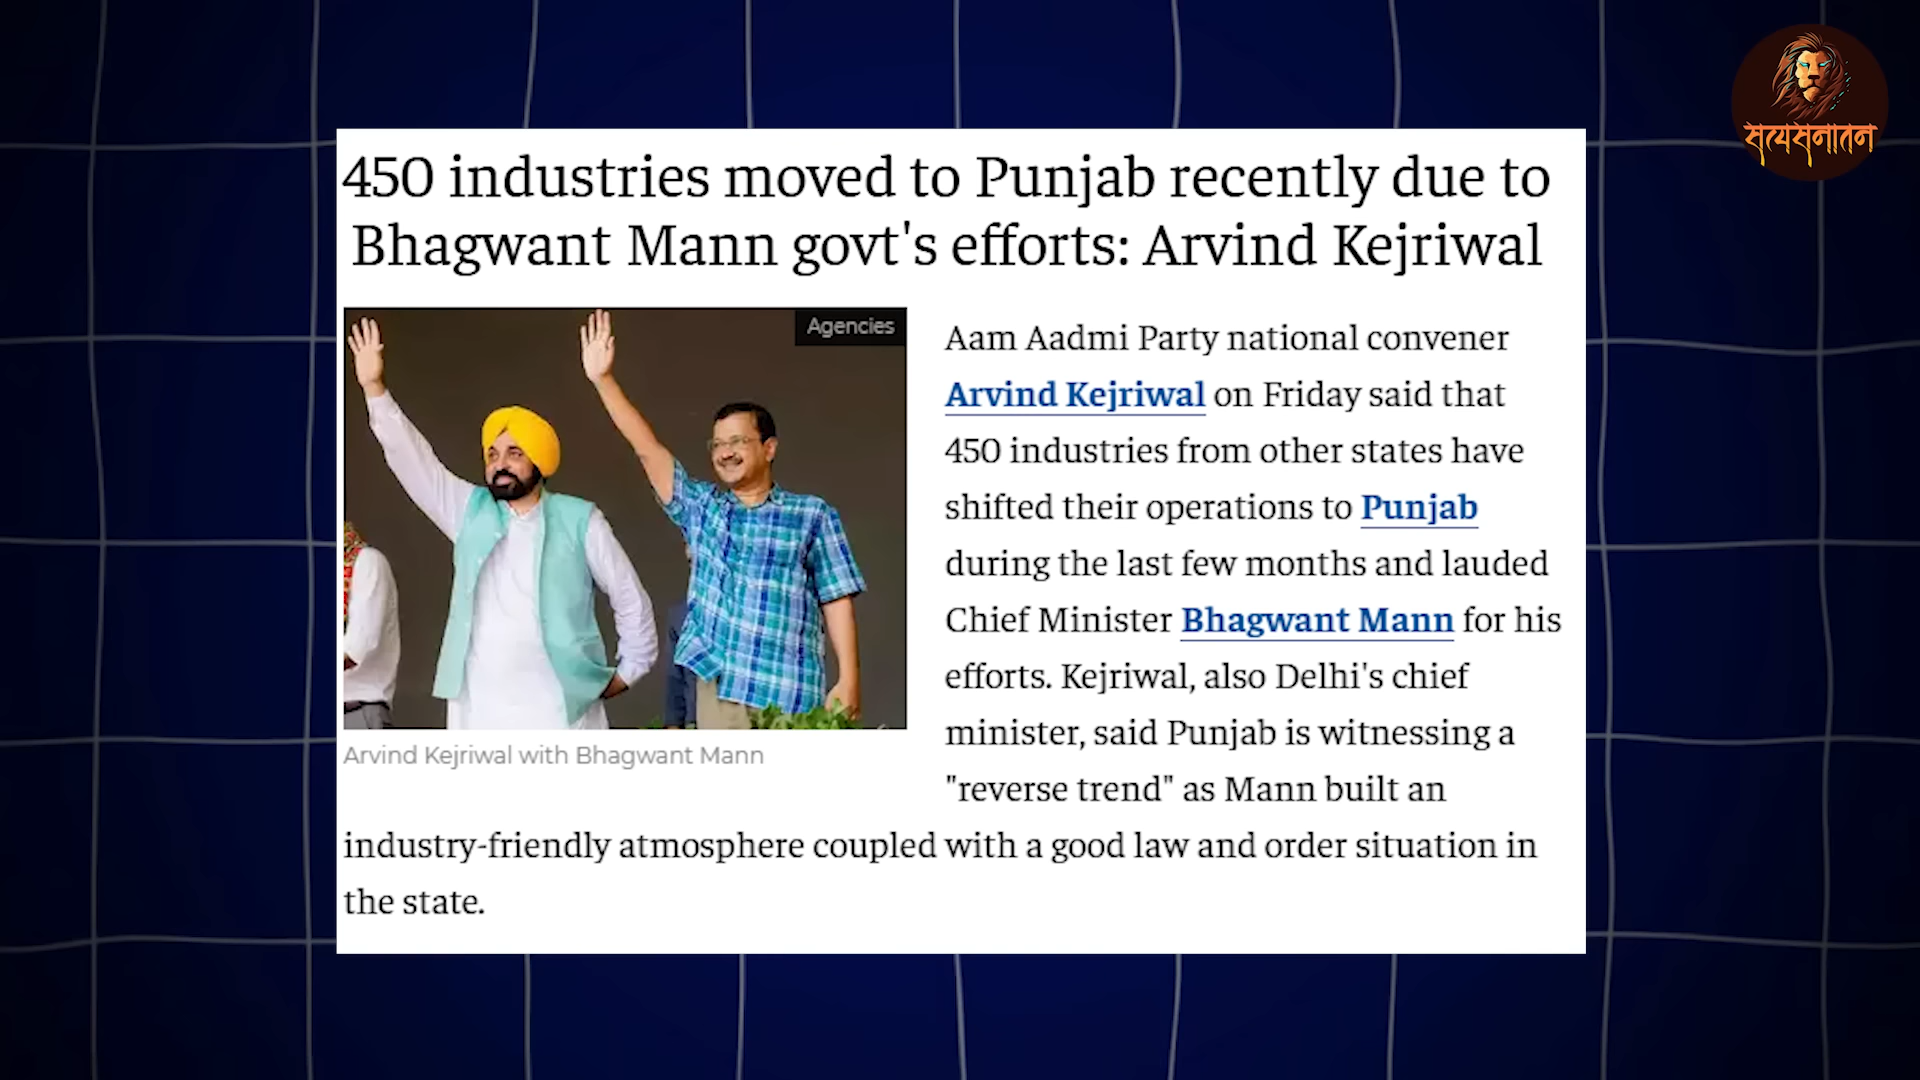 सत्यसनातन
450 industries moved to Punjab recently due to
Bhagwant Mann govt's efforts: Arvind Kejriwal
Agencies
Arvind Kejriwal with Bhagwant Mann
Aam Aadmi Party national convener
Arvind Kejriwal on Friday said that
450 industries from other states have
shifted their operations to Punjab
during the last few months and lauded
Chief Minister Bhagwant Mann for his
efforts. Kejriwal, also Delhi's chief
minister, said Punjab is witnessing a
"reverse trend" as Mann built an
industry-friendly atmosphere coupled with a good law and order situation in
the state.